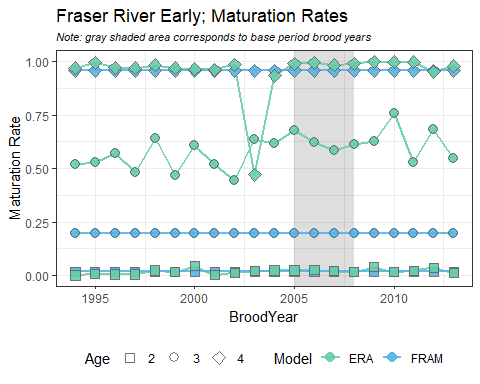 Fraser River Early; Maturation Rates
Note: gray shaded area corresponds to base period brood years
Maturation Rate
1.00
0.75
0.50
0.25
0.00
1995 2000 2005 2010
BroodYear
Age 2 3 4 Model ERA FRAM